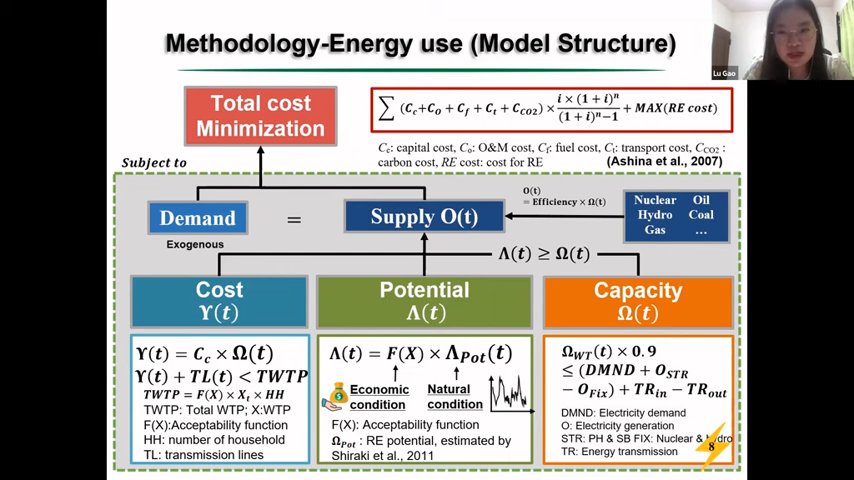 Methodology-Energy use (Model Structure)
Lu Gao
Total cost
Minimization
∑ (C_c+C_o + C_f + C_t + C_CO2) × i × (1 + i)^n / (1 + i)^n−1 + MAX(RE cost)
C_c: capital cost, C_o: O&M cost, C_f: fuel cost, C_t: transport cost, C_CO2 :
carbon cost, RE cost: cost for RE
(Ashina et al., 2007)
Subject to
Demand
=
Supply O(t)
Exogenous
O(t)
= Efficiency × Ω(t)
Nuclear Oil
Hydro Coal
Gas ...
Λ(t) ≥ Ω(t)
Cost
ϒ(t)
Potential
Λ(t)
Capacity
Ω(t)
ϒ(t) = C_c × Ω(t)
ϒ(t) + TL(t) < TWTP
TWTP = F(X) × X_t × HH
TWTP: Total WTP; X:WTP
F(X):Acceptability function
HH: number of household
TL: transmission lines
Λ(t) = F(X) × Λ_Pot(t)
Economic
condition
Natural
condition
F(X): Acceptability function
Ω_Pot : RE potential, estimated by
Shiraki et al., 2011
Ω_WT(t) × 0.9
≤ (DMND + O_STR
− O_Fix) + TR_in − TR_out
DMND: Electricity demand
O: Electricity generation
STR: PH & SB FIX: Nuclear & hydro
TR: Energy transmission
8